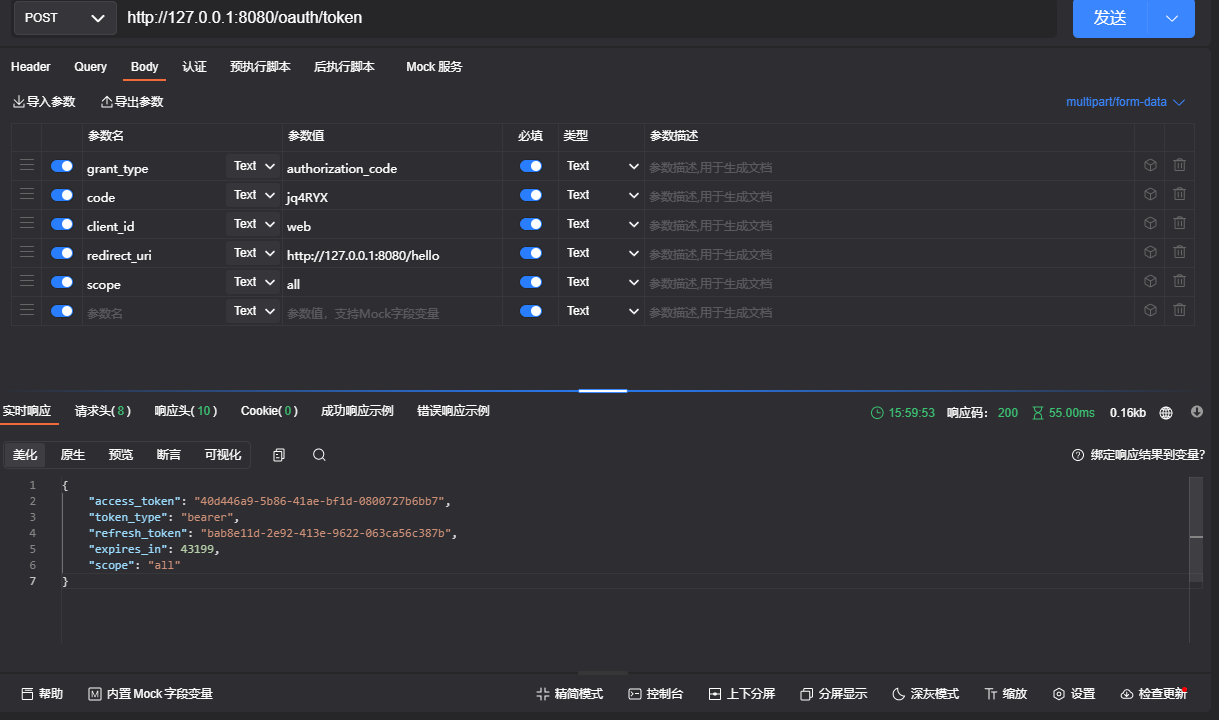 POST http://127.0.0.1:8080/oauth/token 发送
Header Query Body 认证 预执行脚本 后执行脚本 Mock 服务
导入参数 导出参数 multipart/form-data
参数名 参数值 必填 类型 参数描述
grant_type Text authorization_code Text 参数描述,用于生成文档
code Text jq4RYX Text 参数描述,用于生成文档
client_id Text web Text 参数描述,用于生成文档
redirect_uri Text http://127.0.0.1:8080/hello Text 参数描述,用于生成文档
scope Text all Text 参数描述,用于生成文档
参数名 Text 参数值，支持Mock字段变量 Text 参数描述,用于生成文档
实时响应 请求头(8) 响应头(10) Cookie(0) 成功响应示例 错误响应示例 15:59:53 响应码： 200 55.00ms 0.16kb
美化 原生 预览 断言 可视化 绑定响应结果到变量?
1 {
2 "access_token": "40d446a9-5b86-41ae-bf1d-0800727b6bb7",
3 "token_type": "bearer",
4 "refresh_token": "bab8e11d-2e92-413e-9622-063ca56c387b",
5 "expires_in": 43199,
6 "scope": "all"
7 }
帮助 内置 Mock 字段变量 精简模式 控制台 上下分屏 分屏显示 深灰模式 缩放 设置 检查更新